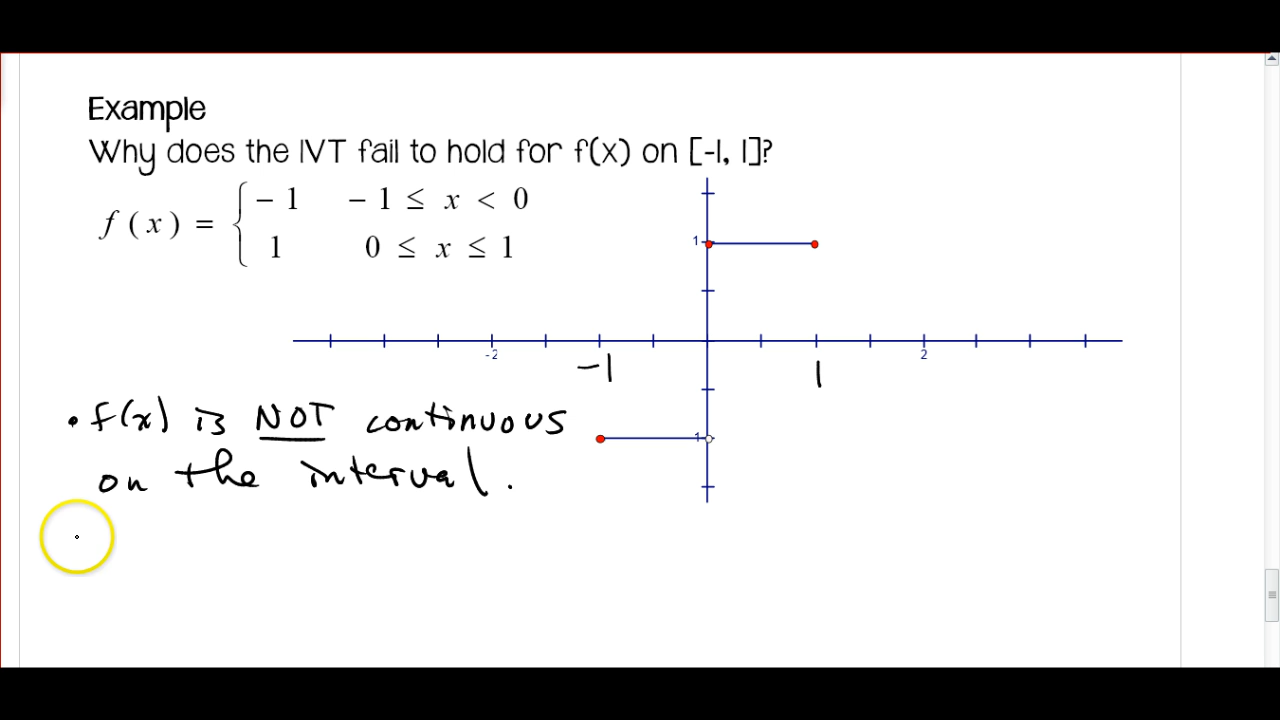 Example
Why does the IVT fail to hold for f(x) on [-1, 1]?
f(x) = { -1   -1 ≤ x < 0
1   0 ≤ x ≤ 1
1
-2
2
-1
1
• f(x) is NOT continuous
1
on the interval.